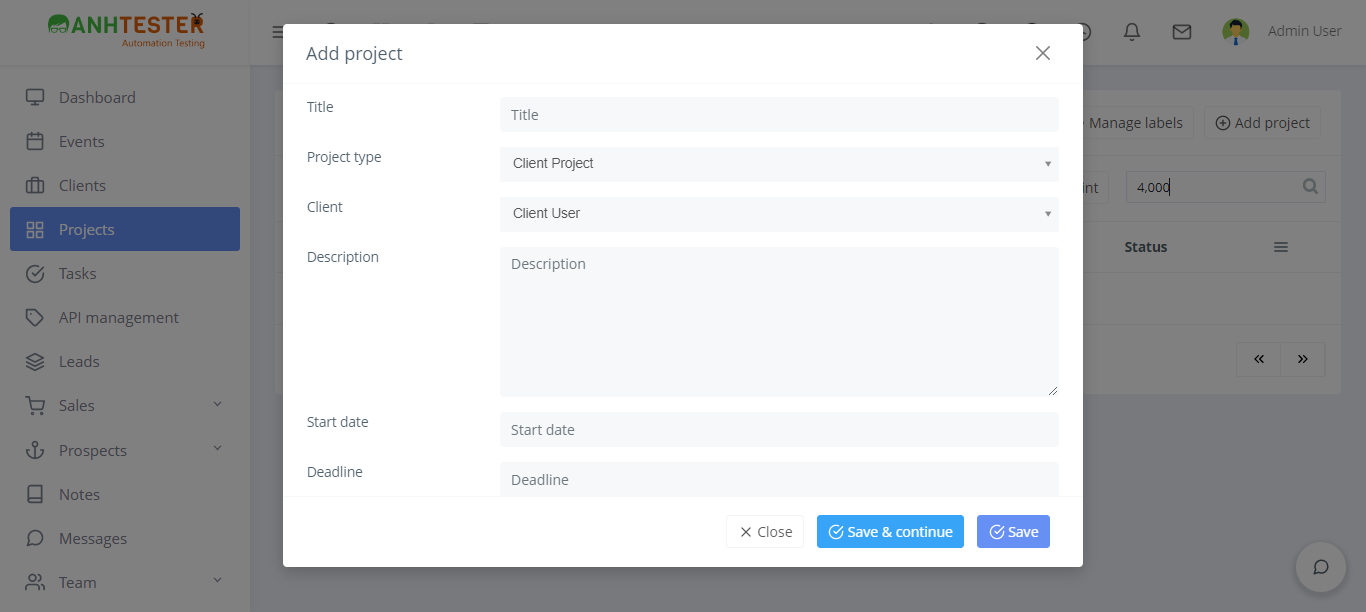 ANHTESTER
Automation Testing
Admin User
Dashboard
Events
Clients
Projects
Tasks
API management
Leads
Sales
Prospects
Notes
Messages
Team
Add project
Title
Title
Project type
Client Project
Client
Client User
Description
Description
Start date
Start date
Deadline
Deadline
Close
Save & continue
Save
Manage labels
Add project
4,000
Status
«
»